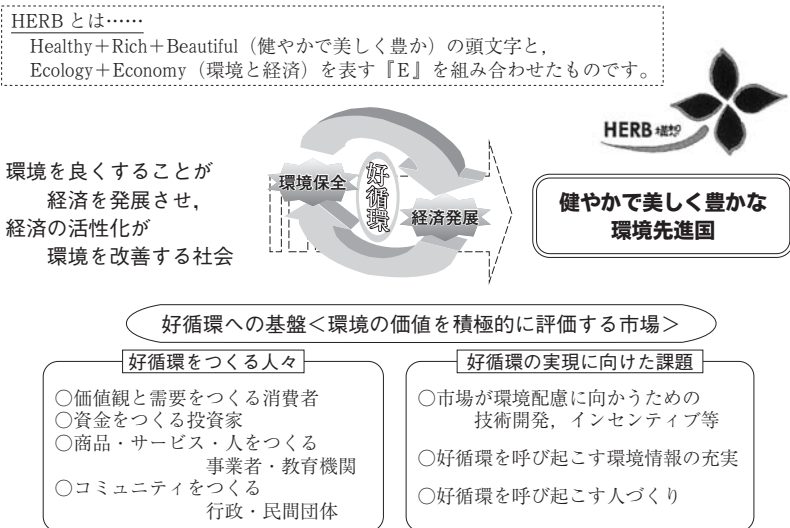 HERB とは……
Healthy+Rich+Beautiful（健やかで美しく豊か）の頭文字と，
Ecology+Economy（環境と経済）を表す『E』を組み合わせたものです。
HERB 構想
環境を良くすることが
経済を発展させ，
経済の活性化が
環境を改善する社会
環境保全
好循環
経済発展
健やかで美しく豊かな
環境先進国
好循環への基盤＜環境の価値を積極的に評価する市場＞
好循環をつくる人々
○価値観と需要をつくる消費者
○資金をつくる投資家
○商品・サービス・人をつくる
事業者・教育機関
○コミュニティをつくる
行政・民間団体
好循環の実現に向けた課題
○市場が環境配慮に向かうための
技術開発，インセンティブ等
○好循環を呼び起こす環境情報の充実
○好循環を呼び起こす人づくり